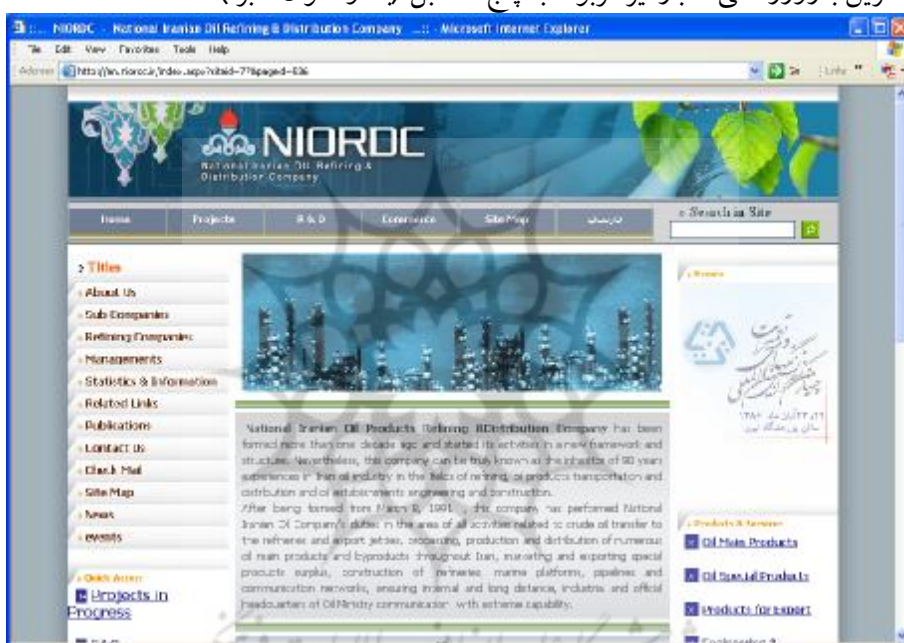 NIORDC - National Iranian Oil Refining & Distribution Company ...:: - Microsoft Internet Explorer
File Edit View Favorites Tools Help
Address
Go Links
NIORDC
National Iranian Oil Refining &
Distribution Company
Home Projects R & D Commerce Site Map فارسی
Search in Site
Titles
About Us
Sub Companies
Refining Companies
Managements
Statistics & Information
Related Links
Publications
Contact Us
Check Mail
Site Map
News
events
Quick Access
Projects in
Progress
National Iranian Oil Products Refining &Distribution Company has been
formed more than one decade ago and started its activities in a new framework and
structure. Nevertheless, this company can be truly known as the inheritor of 90 years
experiences in Iran oil industry in the fields of refining, oil products transportation and
distribution and oil establishments engineering and construction.
After being formed from March 8, 1991 this company has performed National
Iranian Oil Company's duties in the area of all activities related to crude oil transfer to
the refineries and export jetties, processing, production and distribution of numerous
oil main products and byproducts throughout Iran, marketing and exporting special
products surplus, construction of refineries marine platforms, pipelines and
communication networks, ensuring internal and long distance, industrial and official
headquarters of Oil Ministry communication with extreme capability.
Products & Services
Oil Main Products
Oil Special Products
Products for Export
Engineering &